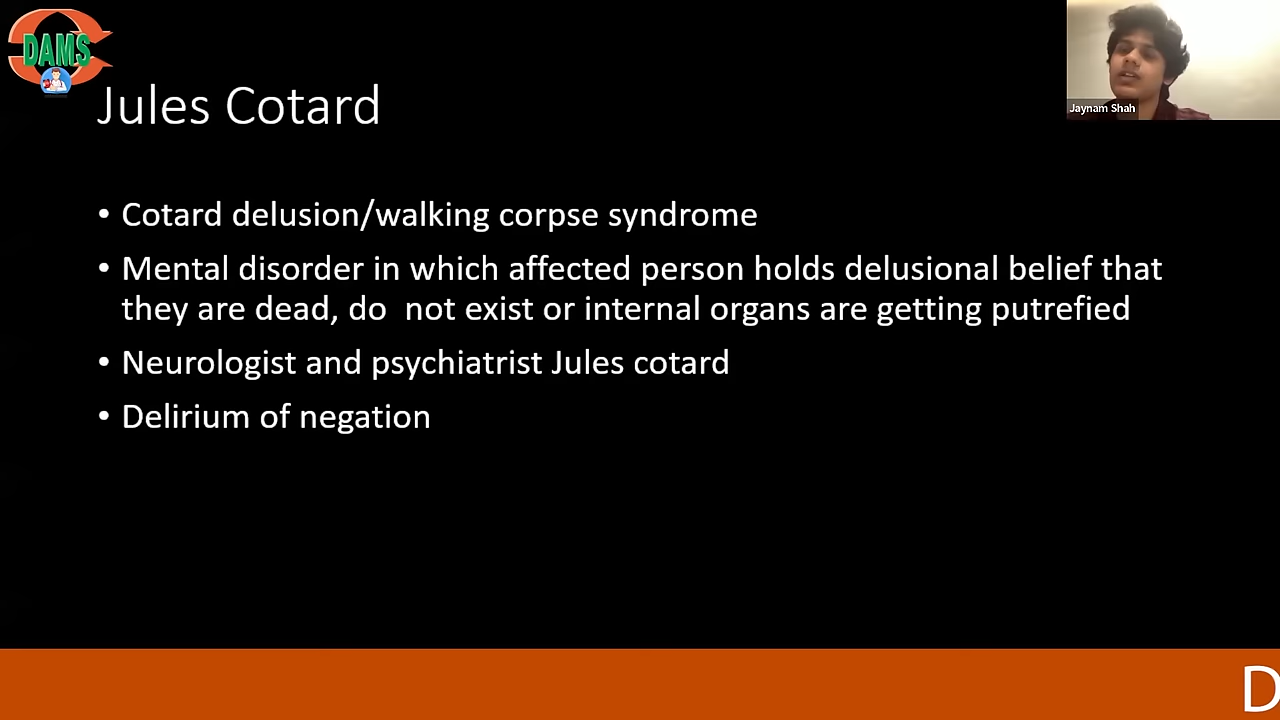 DAMS
Jaynam Shah
Jules Cotard
• Cotard delusion/walking corpse syndrome
• Mental disorder in which affected person holds delusional belief that
they are dead, do  not exist or internal organs are getting putrefied
• Neurologist and psychiatrist Jules cotard
• Delirium of negation
D